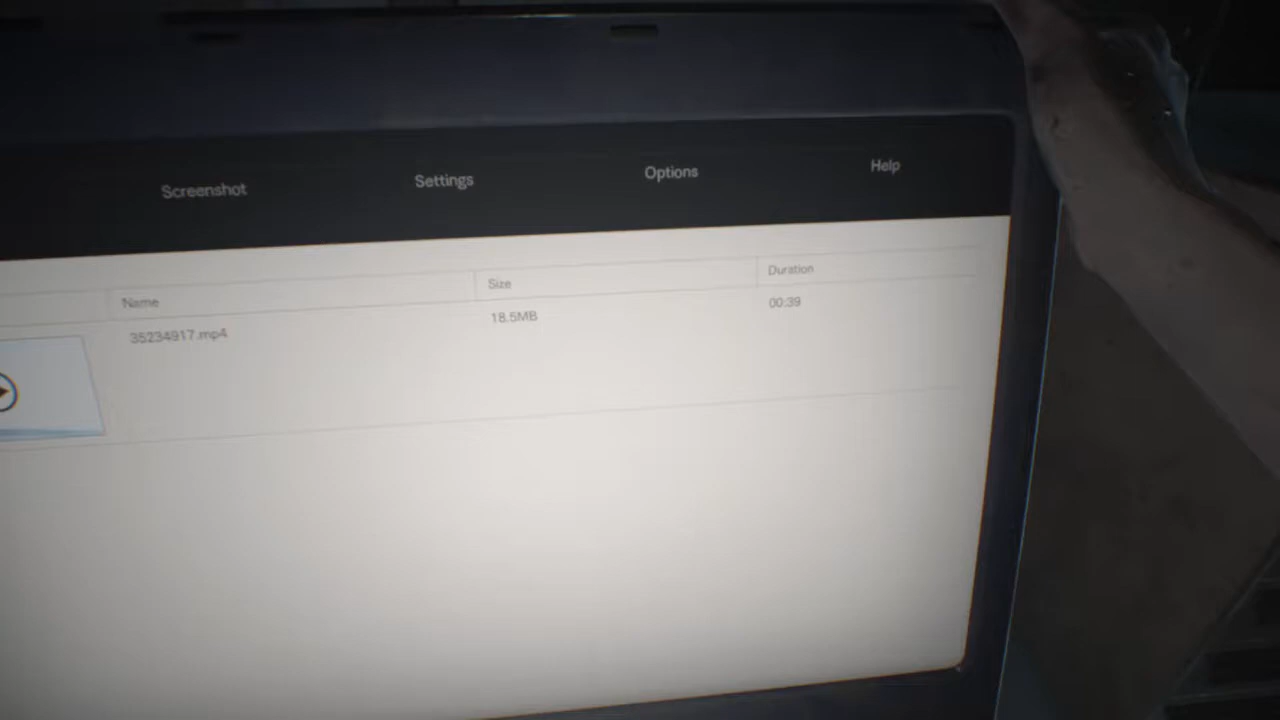 Screenshot Settings Options Help
Name Size Duration
35234917.mp4 18.5MB 00:39